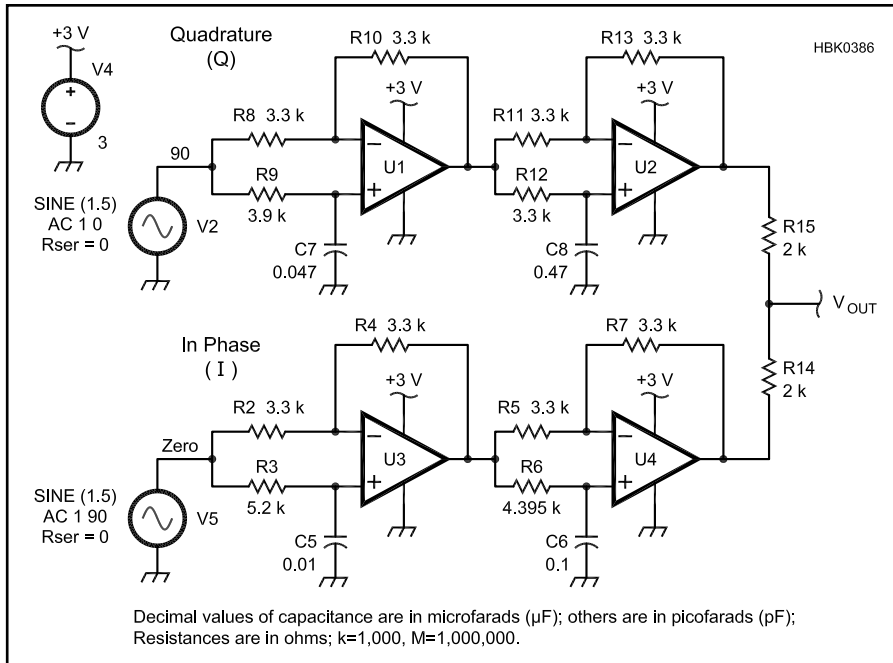 Quadrature
(Q)
HBK0386
+3 V
V4
+
−
3
R10 3.3 k
R13 3.3 k
+3 V
+3 V
R8 3.3 k
R11 3.3 k
90
−
+
U1
−
+
U2
R9
3.9 k
R12
3.3 k
SINE (1.5)
AC 1 0
Rser = 0
V2
C7
0.047
C8
0.47
R15
2 k
V OUT
In Phase
( I )
R4 3.3 k
R7 3.3 k
R14
2 k
+3 V
+3 V
R2 3.3 k
R5 3.3 k
Zero
−
+
U3
−
+
U4
R3
5.2 k
R6
4.395 k
SINE (1.5)
AC 1 90
Rser = 0
V5
C5
0.01
C6
0.1
Decimal values of capacitance are in microfarads (µF); others are in picofarads (pF);
Resistances are in ohms; k=1,000, M=1,000,000.